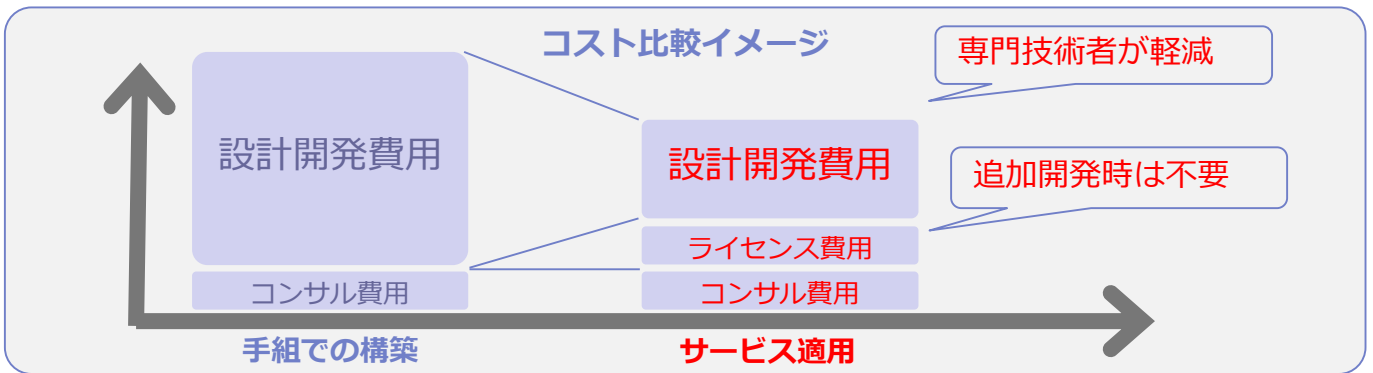 コスト比較イメージ
専門技術者が軽減
設計開発費用
設計開発費用
追加開発時は不要
ライセンス費用
コンサル費用
コンサル費用
手組での構築
サービス適用